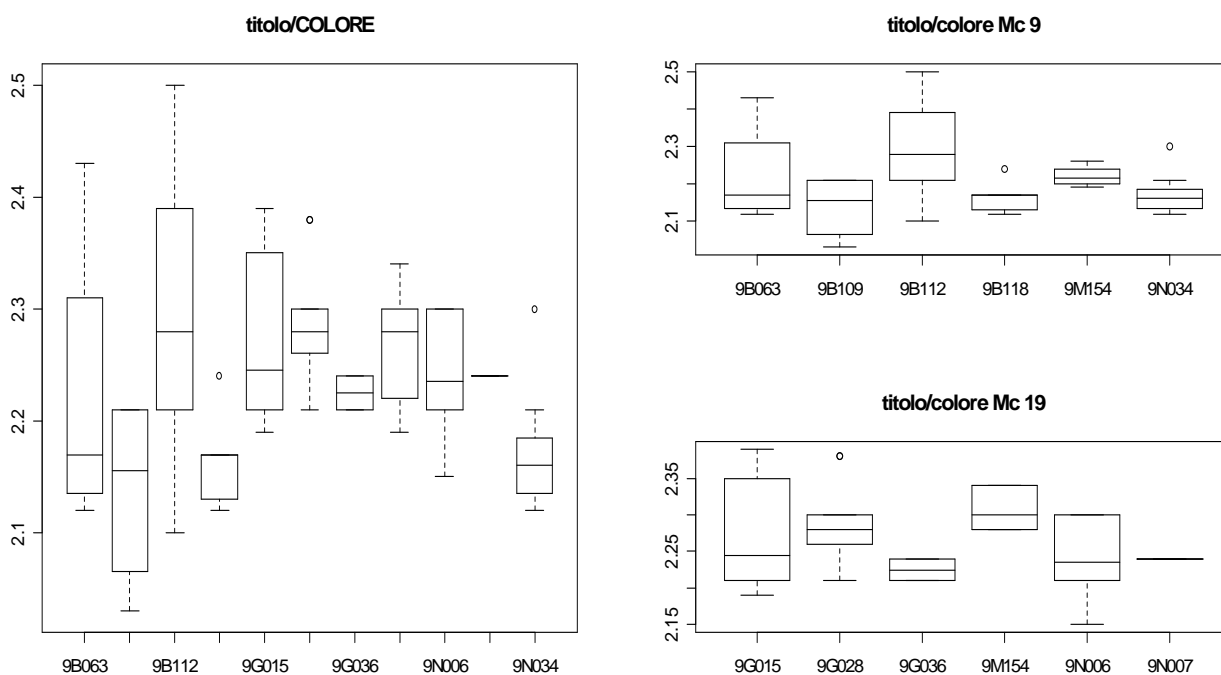 titolo/COLORE
2.5
2.4
2.3
2.2
2.1
9B063 9B112 9G015 9G036 9N006 9N034
titolo/colore Mc 9
2.5
2.3
2.1
9B063 9B109 9B112 9B118 9M154 9N034
titolo/colore Mc 19
2.35
2.25
2.15
9G015 9G028 9G036 9M154 9N006 9N007